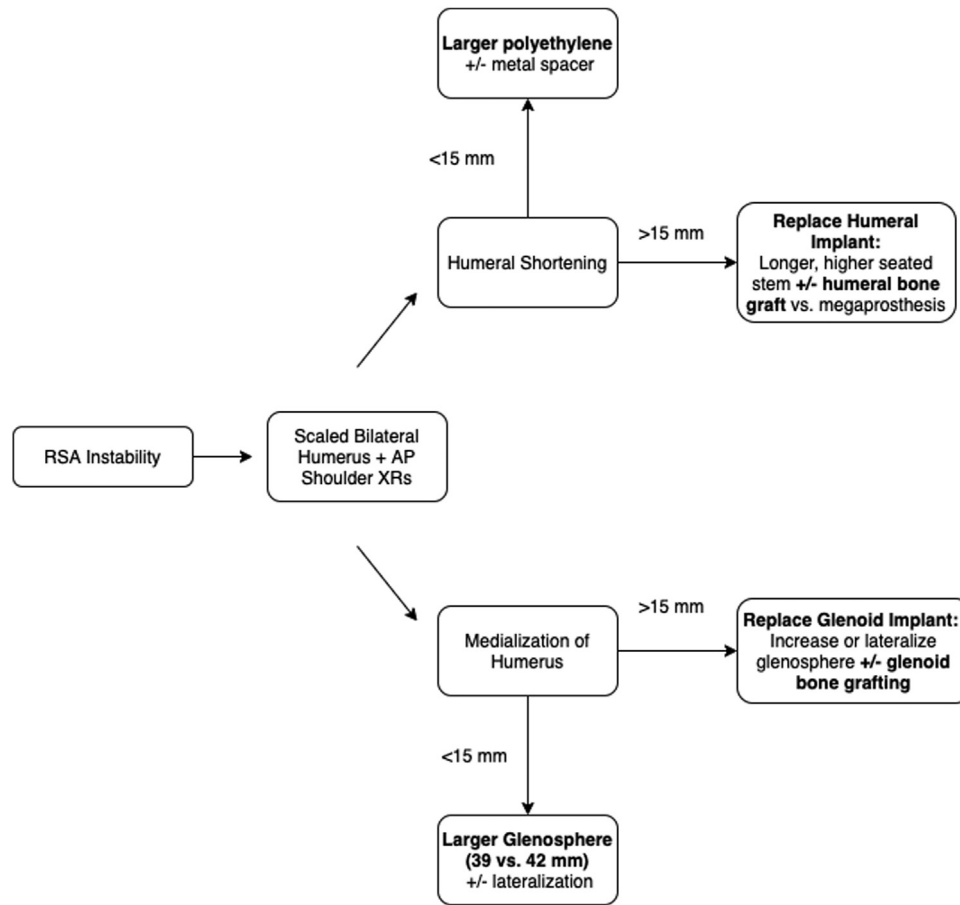 Larger polyethylene
+/- metal spacer
<15 mm
Humeral Shortening
>15 mm
Replace Humeral
Implant:
Longer, higher seated
stem +/- humeral bone
graft vs. megaprosthesis
RSA Instability
Scaled Bilateral
Humerus + AP
Shoulder XRs
Medialization of
Humerus
>15 mm
Replace Glenoid Implant:
Increase or lateralize
glenosphere +/- glenoid
bone grafting
<15 mm
Larger Glenosphere
(39 vs. 42 mm)
+/- lateralization